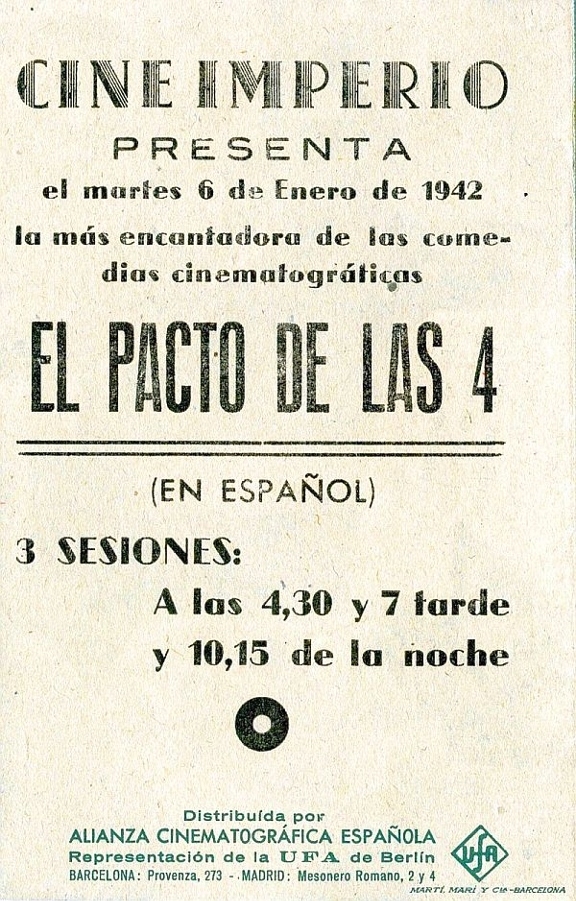 CINE IMPERIO
PRESENTA
el martes 6 de Enero de 1942
la más encantadora de las come-
dias cinematográficas
EL PACTO DE LAS 4
(EN ESPAÑOL)
3 SESIONES:
A las 4,30 y 7 tarde
y 10,15 de la noche
Distribuída por
ALIANZA CINEMATOGRÁFICA ESPAÑOLA
Representación de la UFA de Berlín
BARCELONA: Provenza, 273 - MADRID: Mesonero Romano, 2 y 4
UFA
MARTÍ, MARÍ Y CIA-BARCELONA